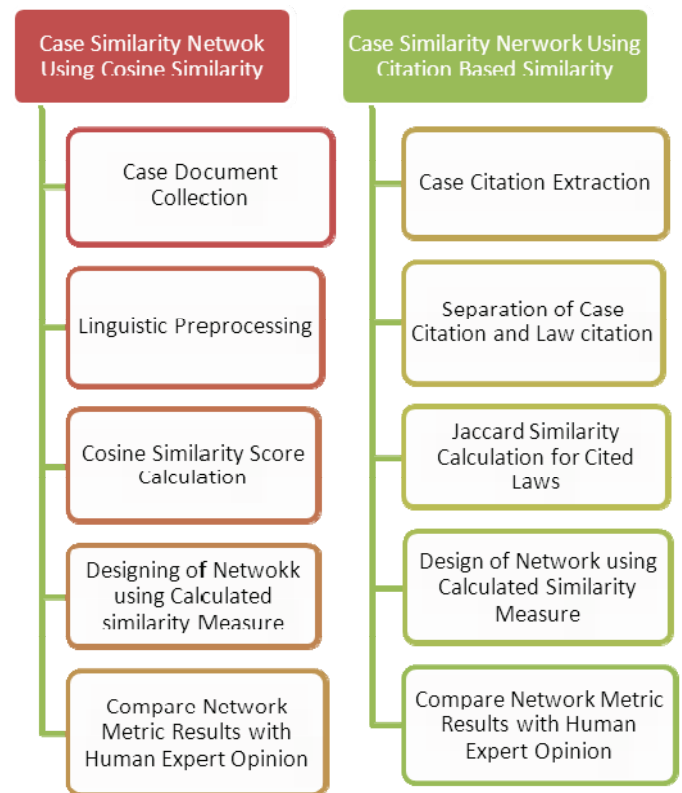 Case Similarity Netwok
Using Cosine Similarity
Case Document
Collection
Linguistic Preprocessing
Cosine Similarity Score
Calculation
Designing of Netwokk
using Calculated
similarity Measure
Compare Network
Metric Results with
Human Expert Opinion
Case Similarity Nerwork Using
Citation Based Similarity
Case Citation Extraction
Separation of Case
Citation and Law citation
Jaccard Similarity
Calculation for Cited
Laws
Design of Network using
Calculated Similarity
Measure
Compare Network Metric
Results with Human
Expert Opinion